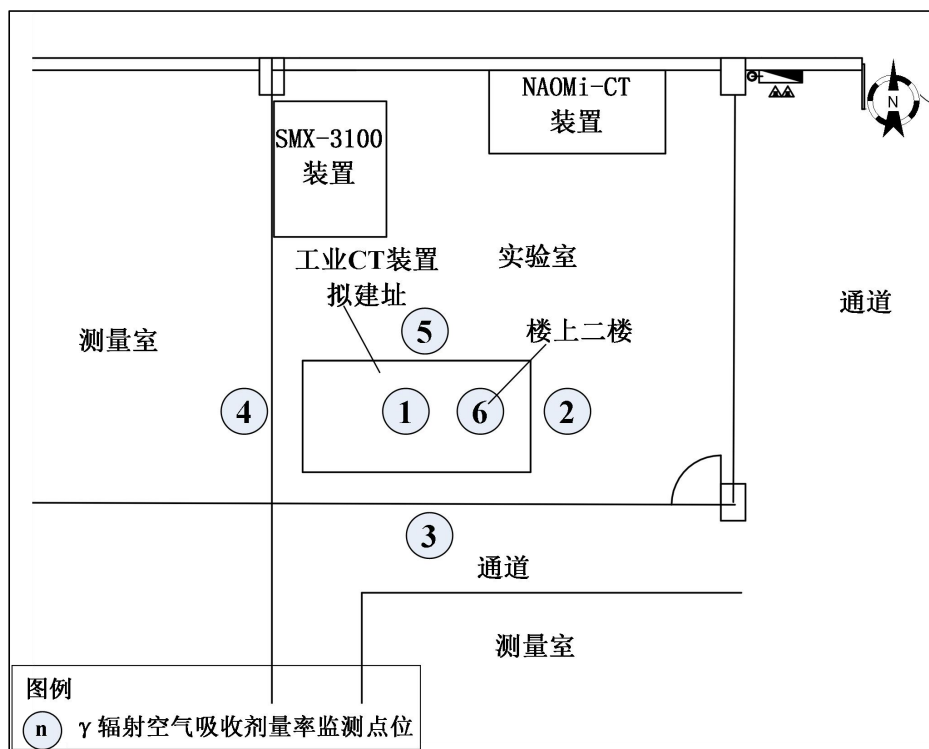 NAOMi-CT
装置
SMX-3100
装置
N
工业CT装置
拟建址
实验室
通道
测量室
楼上二楼
5
4
1
6
2
3
通道
测量室
图例
n γ辐射空气吸收剂量率监测点位